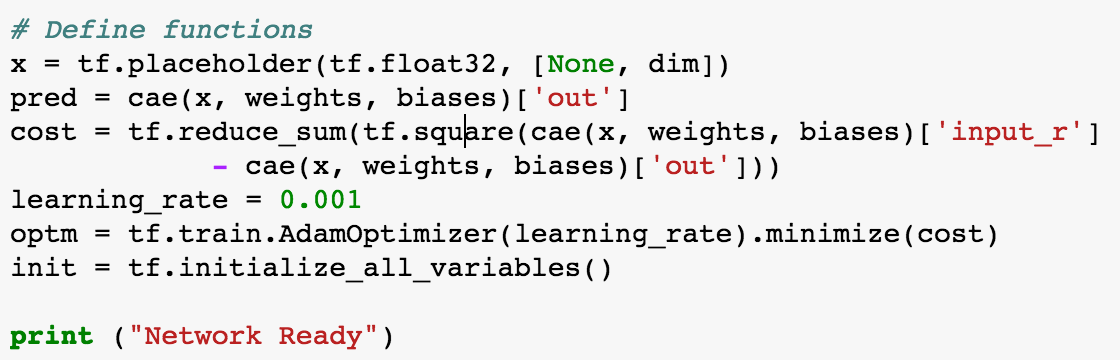 # Define functions
x = tf.placeholder(tf.float32, [None, dim])
pred = cae(x, weights, biases)['out']
cost = tf.reduce_sum(tf.square(cae(x, weights, biases)['input_r']
            - cae(x, weights, biases)['out']))
learning_rate = 0.001
optm = tf.train.AdamOptimizer(learning_rate).minimize(cost)
init = tf.initialize_all_variables()
print ("Network Ready")